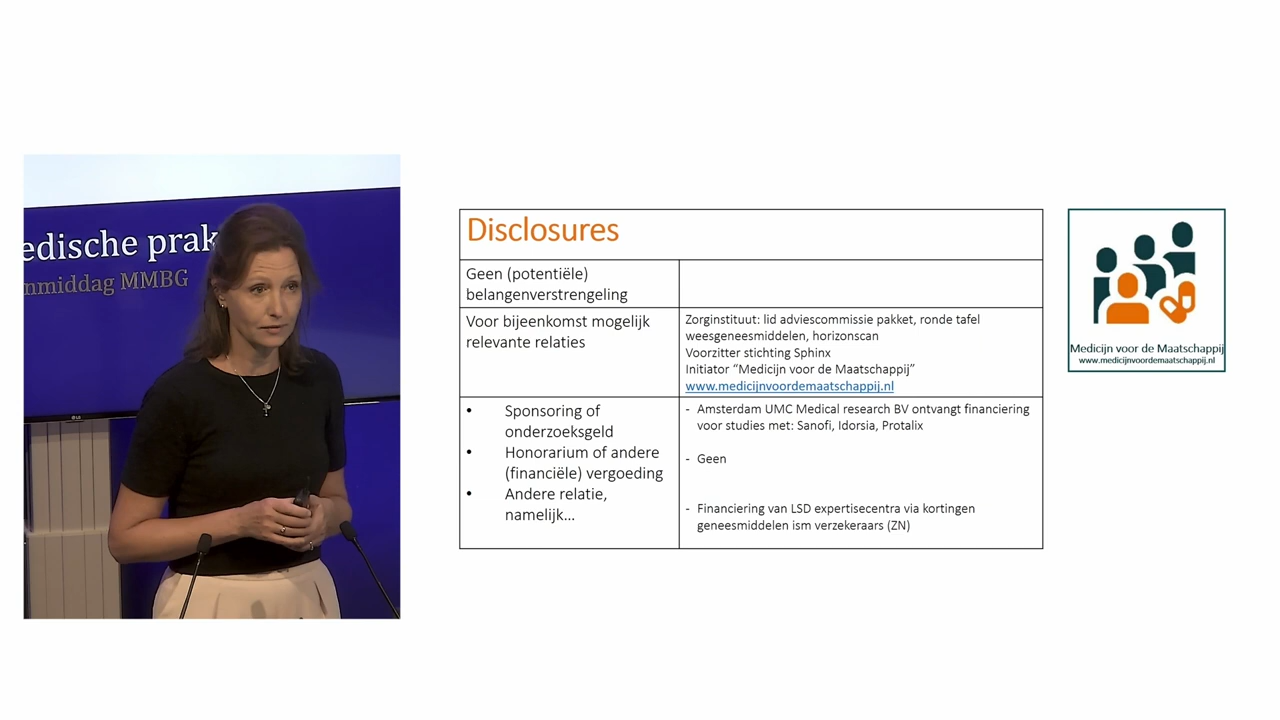 edische prak
nmiddag MMBG
LG
Disclosures
Geen (potentiële)
belangenverstrengeling
Voor bijeenkomst mogelijk
relevante relaties
Zorginstituut: lid adviescommissie pakket, ronde tafel
weesgeneesmiddelen, horizonscan
Voorzitter stichting Sphinx
Initiator “Medicijn voor de Maatschappij”
www.medicijnvoordemaatschappij.nl
• Sponsoring of
onderzoeksgeld
• Honorarium of andere
(financiële) vergoeding
• Andere relatie,
namelijk…
- Amsterdam UMC Medical research BV ontvangt financiering
voor studies met: Sanofi, Idorsia, Protalix
- Geen
- Financiering van LSD expertisecentra via kortingen
geneesmiddelen ism verzekeraars (ZN)
Medicijn voor de Maatschappij
www.medicijnvoordemaatschappij.nl